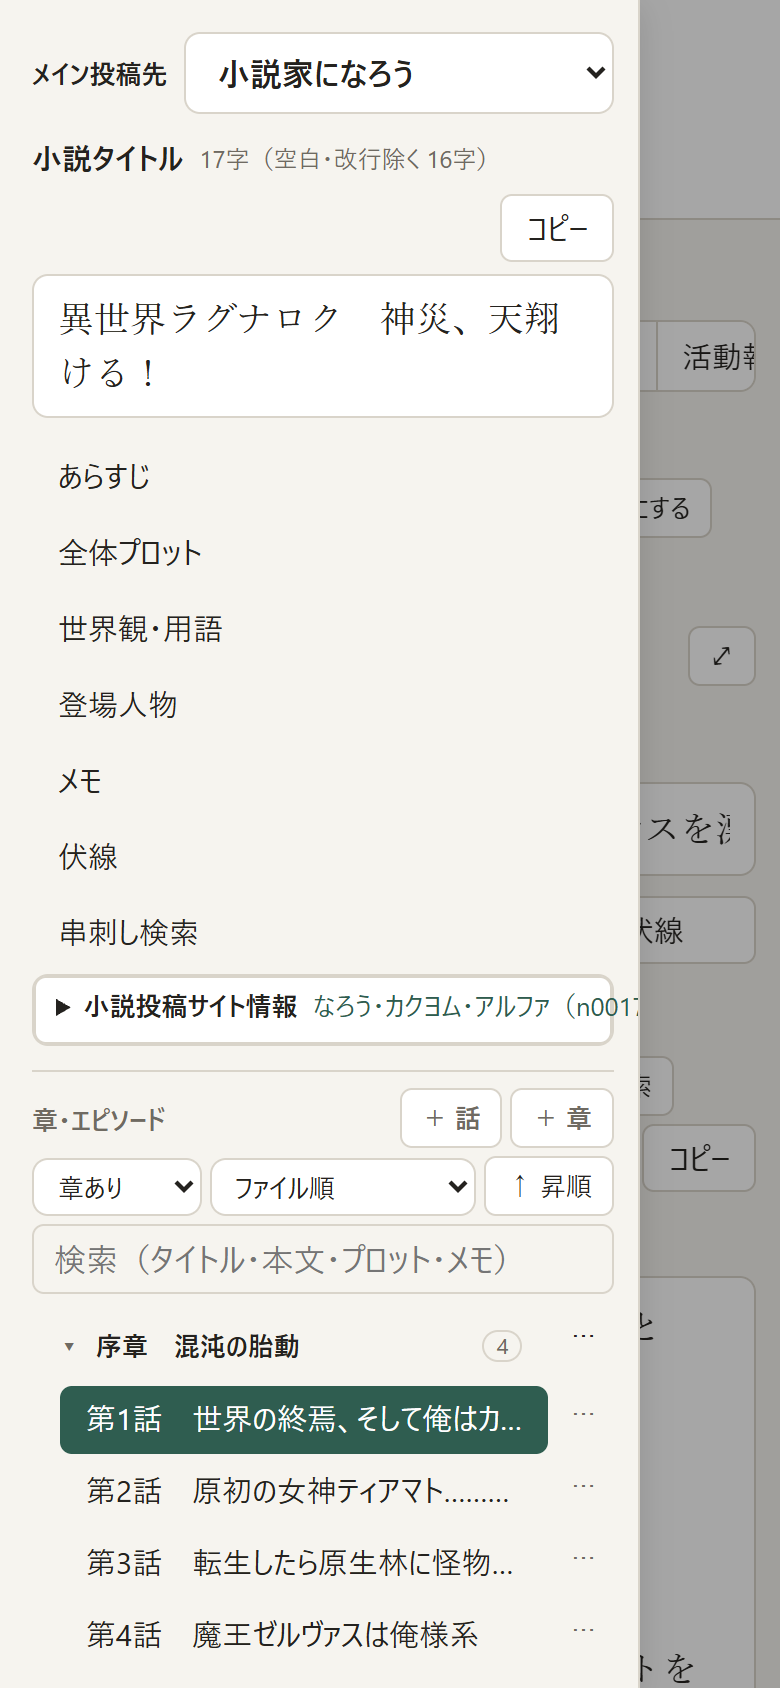 メイン投稿先
小説家になろう
小説タイトル 17字（空白・改行除く 16字）
コピー
異世界ラグナロク　神災、天翔
ける！
あらすじ
全体プロット
世界観・用語
登場人物
メモ
伏線
串刺し検索
▶ 小説投稿サイト情報 なろう・カクヨム・アルファ（n0017
章・エピソード
＋ 話
＋ 章
章あり
ファイル順
↑ 昇順
検索（タイトル・本文・プロット・メモ）
▼ 序章　混沌の胎動 4 …
第1話　世界の終焉、そして俺はカ… …
第2話　原初の女神ティアマト……… …
第3話　転生したら原生林に怪物… …
第4話　魔王ゼルヴァスは俺様系 …
活動
にする
⤢
スを
伏線
索
コピー
と
トを